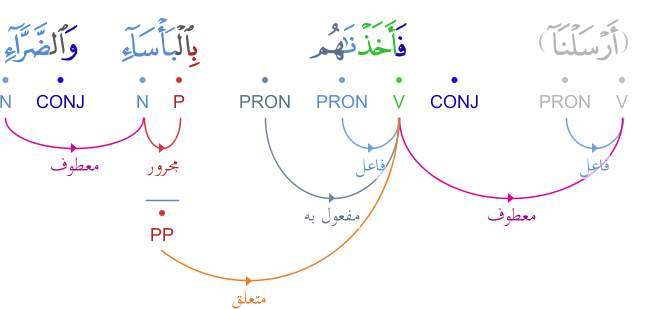 (أَرْسَلْنَآ) فَأَخَذْنَٰهُم بِٱلْبَأْسَآءِ وَٱلضَّرَّآءِ
V PRON CONJ V PRON PRON P N CONJ N
فاعل فاعل مجرور معطوف
معطوف مفعول به
PP
متعلق